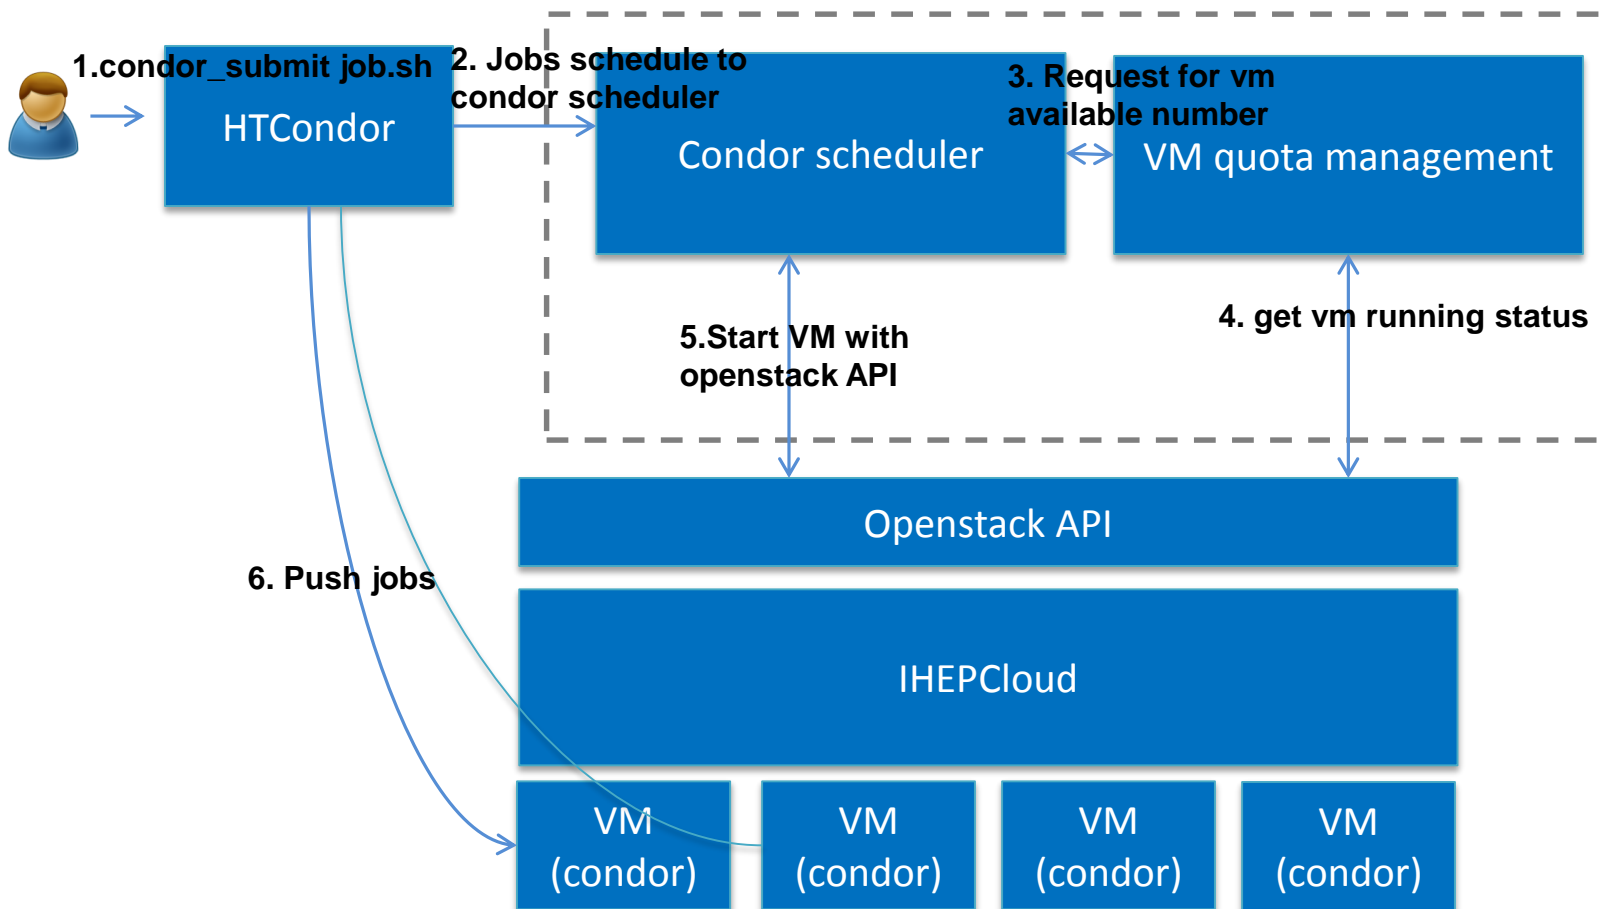 1.condor_submit job.sh
HTCondor
2. Jobs schedule to
condor scheduler
Condor scheduler
3. Request for vm
available number
VM quota management
5.Start VM with
openstack API
4. get vm running status
Openstack API
6. Push jobs
IHEPCloud
VM
(condor)
VM
(condor)
VM
(condor)
VM
(condor)